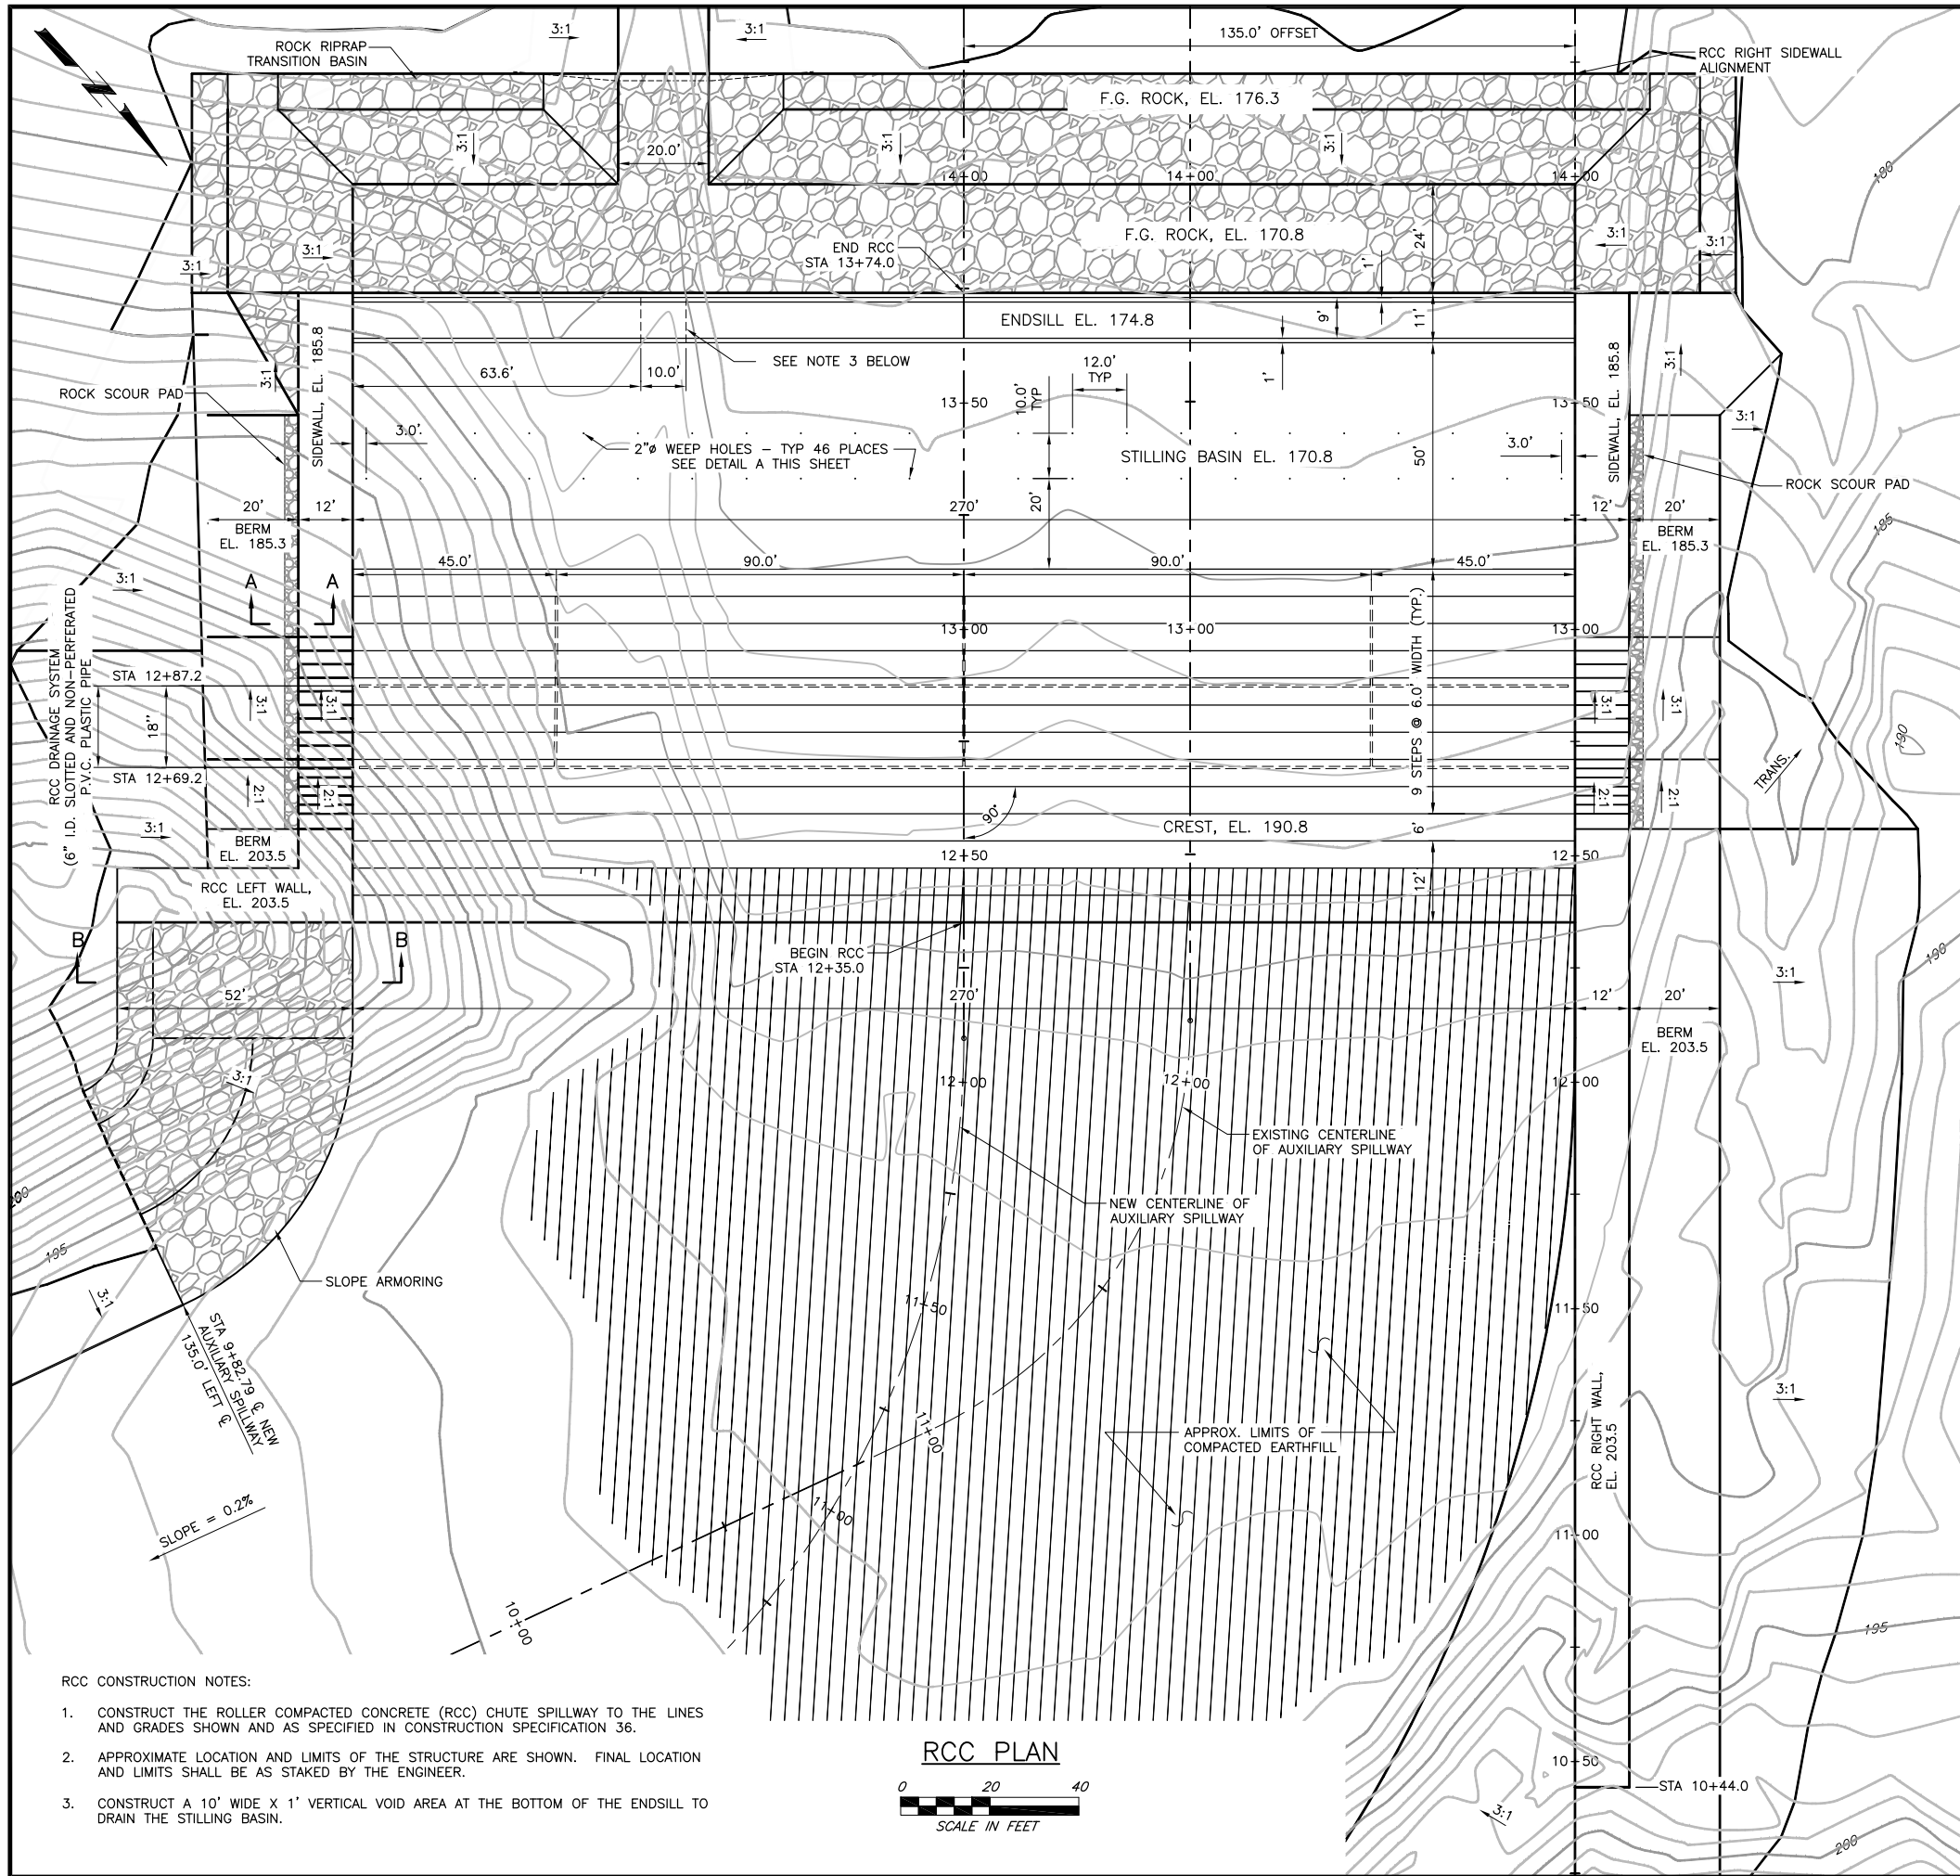 3:1
3:1
135.0' OFFSET
ROCK RIPRAP
TRANSITION BASIN
RCC RIGHT SIDEWALL
ALIGNMENT
F.G. ROCK, EL. 176.3
3:1
20.0'
3:1
3:1
14+00
14+00
14+00
180
F.G. ROCK, EL. 170.8
24'
3:1
3:1
3:1
3:1
END RCC
STA 13+74.0
1'
ENDSILL EL. 174.8
9'
11'
SIDEWALL, EL. 185.8
SIDEWALL, EL. 185.8
SEE NOTE 3 BELOW
1'
63.6'
10.0'
12.0'
TYP
10.0'
TYP
3:1
3:1
ROCK SCOUR PAD
13+50
13+50
3:1
3.0'
2"ø WEEP HOLES – TYP 46 PLACES
SEE DETAIL A THIS SHEET
STILLING BASIN EL. 170.8
50'
3.0'
ROCK SCOUR PAD
20'
12'
270'
20'
12'
20'
BERM
EL. 185.3
BERM
EL. 185.3
185
45.0'
90.0'
90.0'
45.0'
3:1
A
A
RCC DRAINAGE SYSTEM
(6" I.D. SLOTTED AND NON–PERFERATED
P.V.C. PLASTIC PIPE
13+00
13+00
13+00
9 STEPS @ 6.0' WIDTH (TYP.)
STA 12+87.2
18"
3:1
3:1
3:1
3:1
190
STA 12+69.2
TRANS.
2:1
2:1
2:1
2:1
3:1
90°
CREST, EL. 190.8
6'
BERM
EL. 203.5
12+50
12+50
12'
RCC LEFT WALL,
EL. 203.5
B
B
BEGIN RCC
STA 12+35.0
190
3:1
52'
270'
12'
20'
BERM
EL. 203.5
3:1
12+00
12+00
12+00
EXISTING CENTERLINE
OF AUXILIARY SPILLWAY
NEW CENTERLINE OF
AUXILIARY SPILLWAY
200
195
SLOPE ARMORING
3:1
11+50
11+50
STA 9+82.79 ℄ NEW
AUXILIARY SPILLWAY
135.0' LEFT ℄
3:1
11+00
APPROX. LIMITS OF
COMPACTED EARTHFILL
RCC RIGHT WALL,
EL. 203.5
SLOPE = 0.2%
11+00
11+00
10+00
195
RCC CONSTRUCTION NOTES:
1. CONSTRUCT THE ROLLER COMPACTED CONCRETE (RCC) CHUTE SPILLWAY TO THE LINES
AND GRADES SHOWN AND AS SPECIFIED IN CONSTRUCTION SPECIFICATION 36.
2. APPROXIMATE LOCATION AND LIMITS OF THE STRUCTURE ARE SHOWN. FINAL LOCATION
AND LIMITS SHALL BE AS STAKED BY THE ENGINEER.
3. CONSTRUCT A 10' WIDE X 1' VERTICAL VOID AREA AT THE BOTTOM OF THE ENDSILL TO
DRAIN THE STILLING BASIN.
RCC PLAN
0 20 40
SCALE IN FEET
10+50
STA 10+44.0
3:1
200